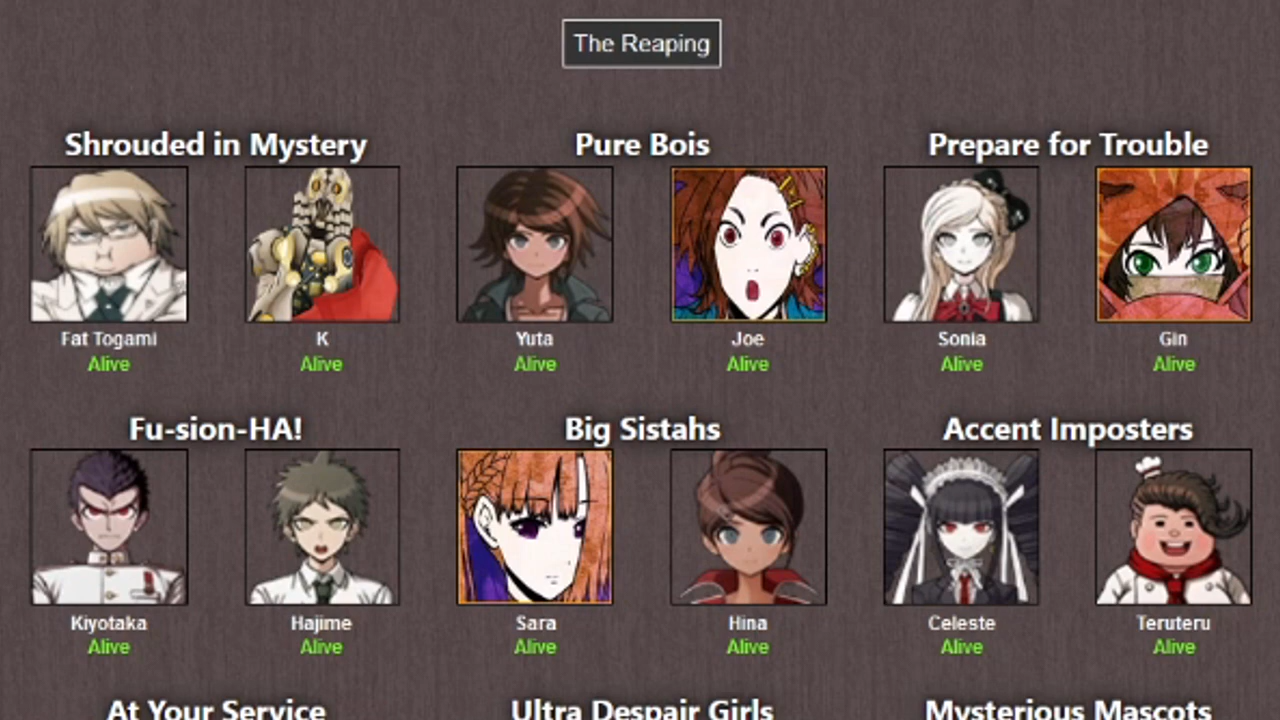 The Reaping
Shrouded in Mystery Pure Bois Prepare for Trouble
Fat Togami K Yuta Joe Sonia Gin
Alive Alive Alive Alive Alive Alive
Fu-sion-HA! Big Sistahs Accent Imposters
Kiyotaka Hajime Sara Hina Celeste Teruteru
Alive Alive Alive Alive Alive Alive
At Your Service Ultra Despair Girls Mysterious Mascots